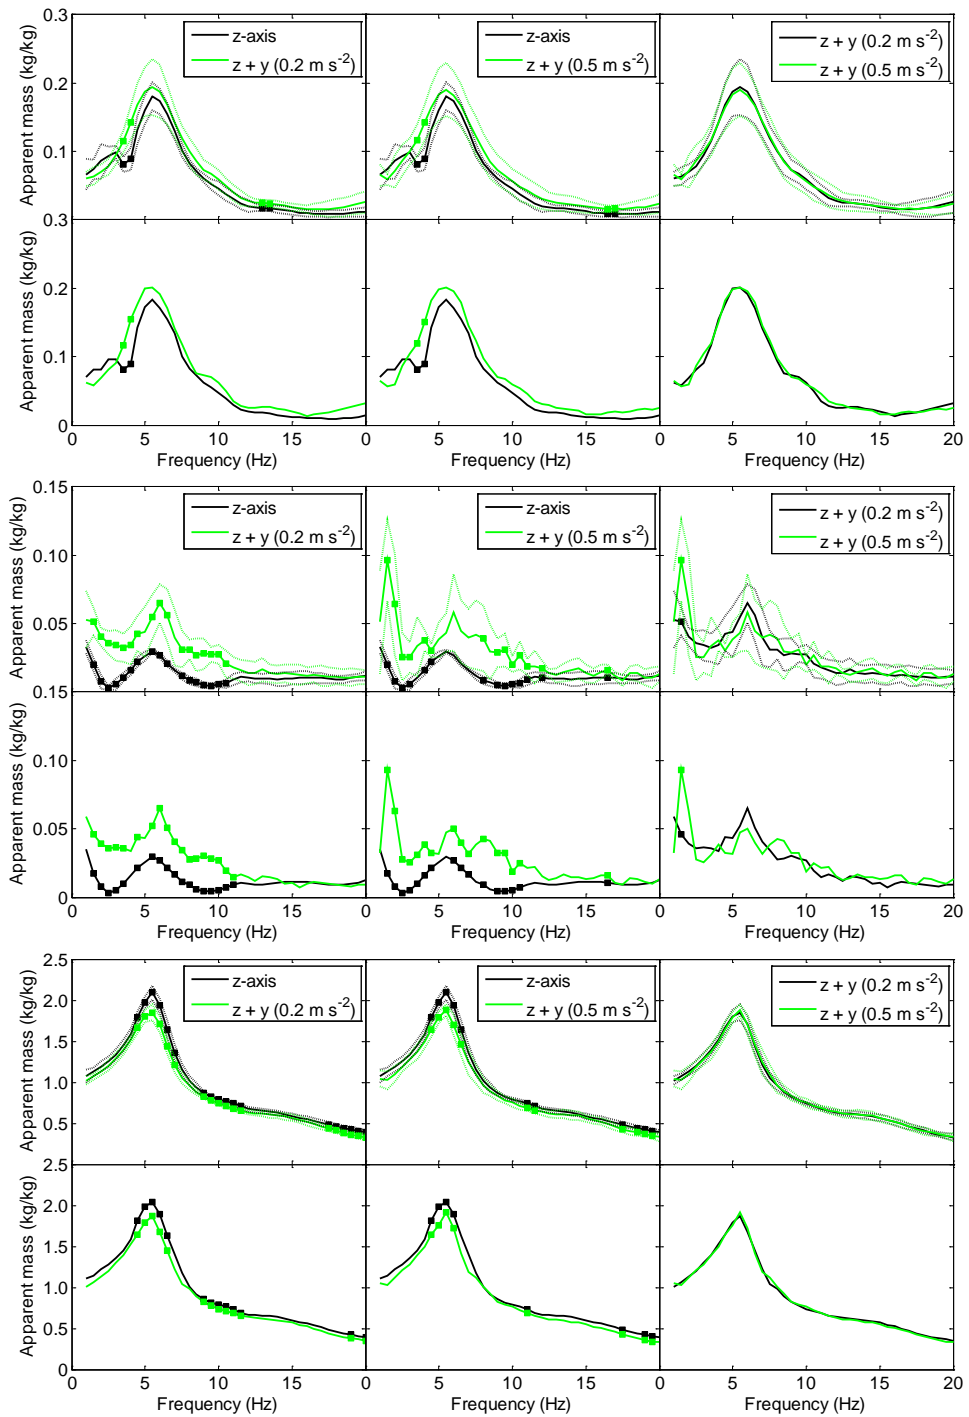 0.3
0.2
0.1
Apparent mass (kg/kg)
z-axis
z + y (0.2 m s⁻²)
z-axis
z + y (0.5 m s⁻²)
z + y (0.2 m s⁻²)
z + y (0.5 m s⁻²)
0.3
0.2
0.1
0
Apparent mass (kg/kg)
0 5 10 15 0 5 10 15 0 5 10 15 20
Frequency (Hz) Frequency (Hz) Frequency (Hz)
0.15
0.10
0.05
Apparent mass (kg/kg)
z-axis
z + y (0.2 m s⁻²)
z-axis
z + y (0.5 m s⁻²)
z + y (0.2 m s⁻²)
z + y (0.5 m s⁻²)
0.15
0.10
0.05
0
Apparent mass (kg/kg)
0 5 10 15 0 5 10 15 0 5 10 15 20
Frequency (Hz) Frequency (Hz) Frequency (Hz)
2.5
2.0
1.5
1.0
0.5
Apparent mass (kg/kg)
z-axis
z + y (0.2 m s⁻²)
z-axis
z + y (0.5 m s⁻²)
z + y (0.2 m s⁻²)
z + y (0.5 m s⁻²)
2.5
2.0
1.5
1.0
0.5
0
Apparent mass (kg/kg)
0 5 10 15 0 5 10 15 0 5 10 15 20
Frequency (Hz) Frequency (Hz) Frequency (Hz)